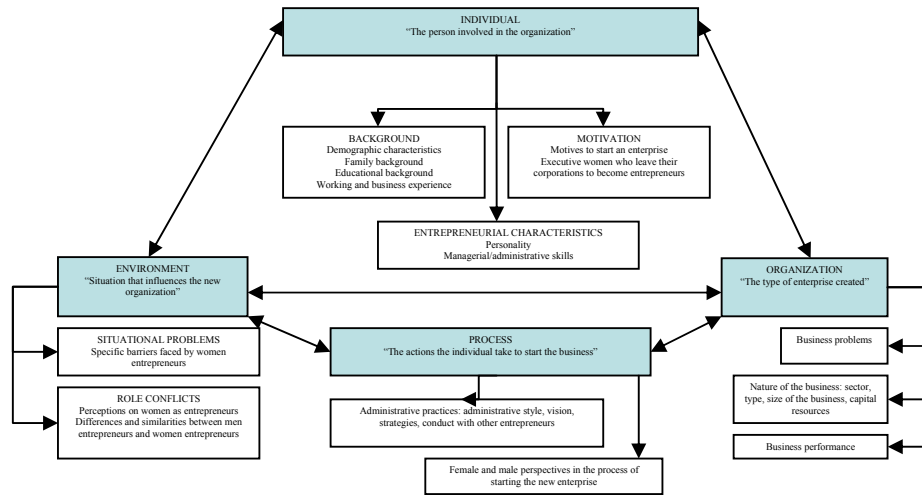 INDIVIDUAL
“The person involved in the organization”
BACKGROUND
Demographic characteristics
Family background
Educational background
Working and business experience
MOTIVATION
Motives to start an enterprise
Executive women who leave their
corporations to become entrepreneurs
ENTREPRENEURIAL CHARACTERISTICS
Personality
Managerial/administrative skills
ENVIRONMENT
“Situation that influences the new
organization”
ORGANIZATION
“The type of enterprise created”
SITUATIONAL PROBLEMS
Specific barriers faced by women
entrepreneurs
PROCESS
“The actions the individual take to start the business”
Business problems
ROLE CONFLICTS
Perceptions on women as entrepreneurs
Differences and similarities between men
entrepreneurs and women entrepreneurs
Administrative practices: administrative style, vision,
strategies, conduct with other entrepreneurs
Nature of the business: sector,
type, size of the business, capital
resources
Business performance
Female and male perspectives in the process of
starting the new enterprise